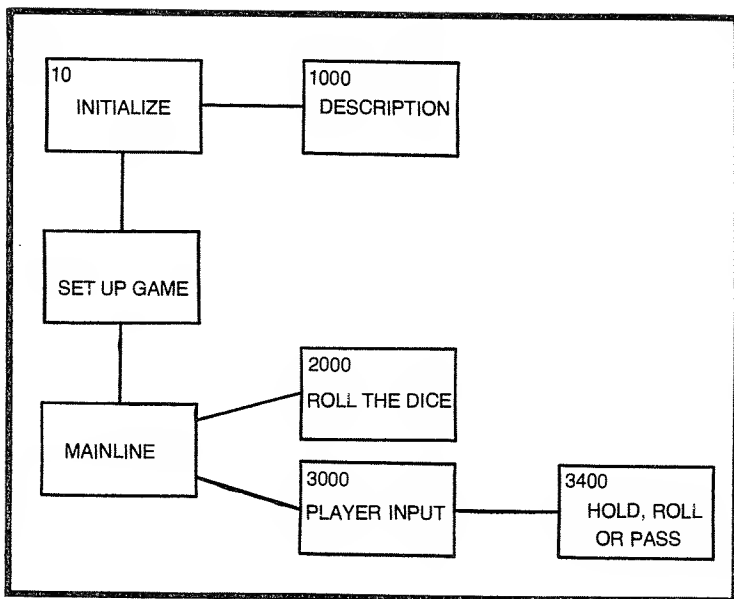 10
INITIALIZE
1000
DESCRIPTION
SET UP GAME
MAINLINE
2000
ROLL THE DICE
3000
PLAYER INPUT
3400
HOLD, ROLL
OR PASS